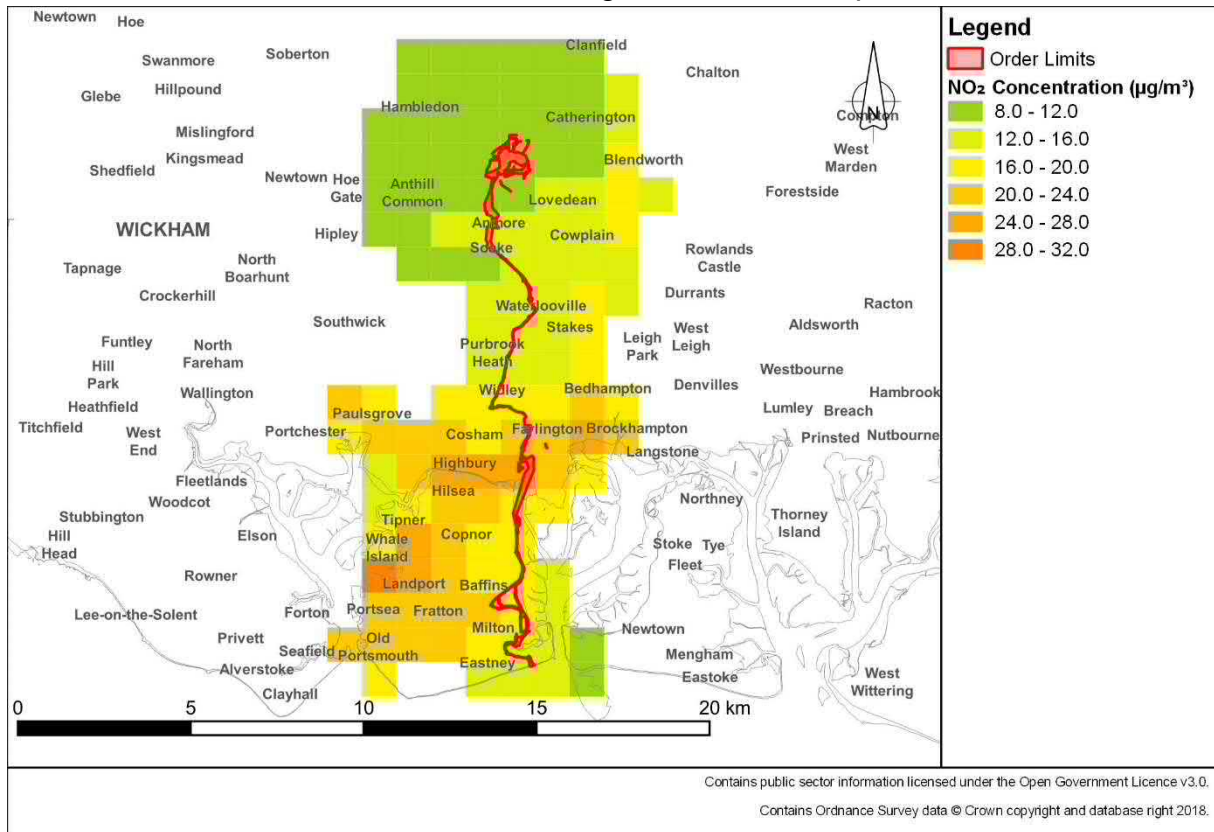 Newtown
Hoe
Clanfield
Soberton
Swanmore
Chalton
Hillpound
Glebe
Hambledon
Catherington
Compton
Mislingford
West
Marden
Kingsmead
Blendworth
Shedfield
Newtown
Hoe
Gate
Anthill
Common
Forestside
Lovedean
Anmore
WICKHAM
Hipley
Cowplain
Soake
Rowlands
Castle
North
Boarhunt
Tapnage
Crockerhill
Durrants
Waterlooville
Racton
Southwick
Stakes
Aldsworth
West
Leigh
Leigh
Park
Funtley
North
Fareham
Purbrook
Heath
Hill
Park
Westbourne
Wallington
Widley
Bedhampton
Denvilles
Hambrook
Heathfield
Paulsgrove
Lumley
Breach
Titchfield
West
End
Portchester
Cosham
Farlington
Brockhampton
Prinsted
Nutbourne
Langstone
Highbury
Fleetlands
Hilsea
Northney
Woodcot
Thorney
Island
Stubbington
Tipner
Elson
Copnor
Hill
Head
Whale
Island
Stoke
Tye
Fleet
Rowner
Landport
Baffins
Lee-on-the-Solent
Forton
Portsea
Fratton
Privett
Milton
Newtown
Seafield
Old
Portsmouth
Mengham
Alverstoke
Eastney
Eastoke
West
Wittering
Clayhall
0 5 10 15 20 km
N
Legend
Order Limits
NO₂ Concentration (µg/m³)
8.0 - 12.0
12.0 - 16.0
16.0 - 20.0
20.0 - 24.0
24.0 - 28.0
28.0 - 32.0
Contains public sector information licensed under the Open Government Licence v3.0.
Contains Ordnance Survey data © Crown copyright and database right 2018.